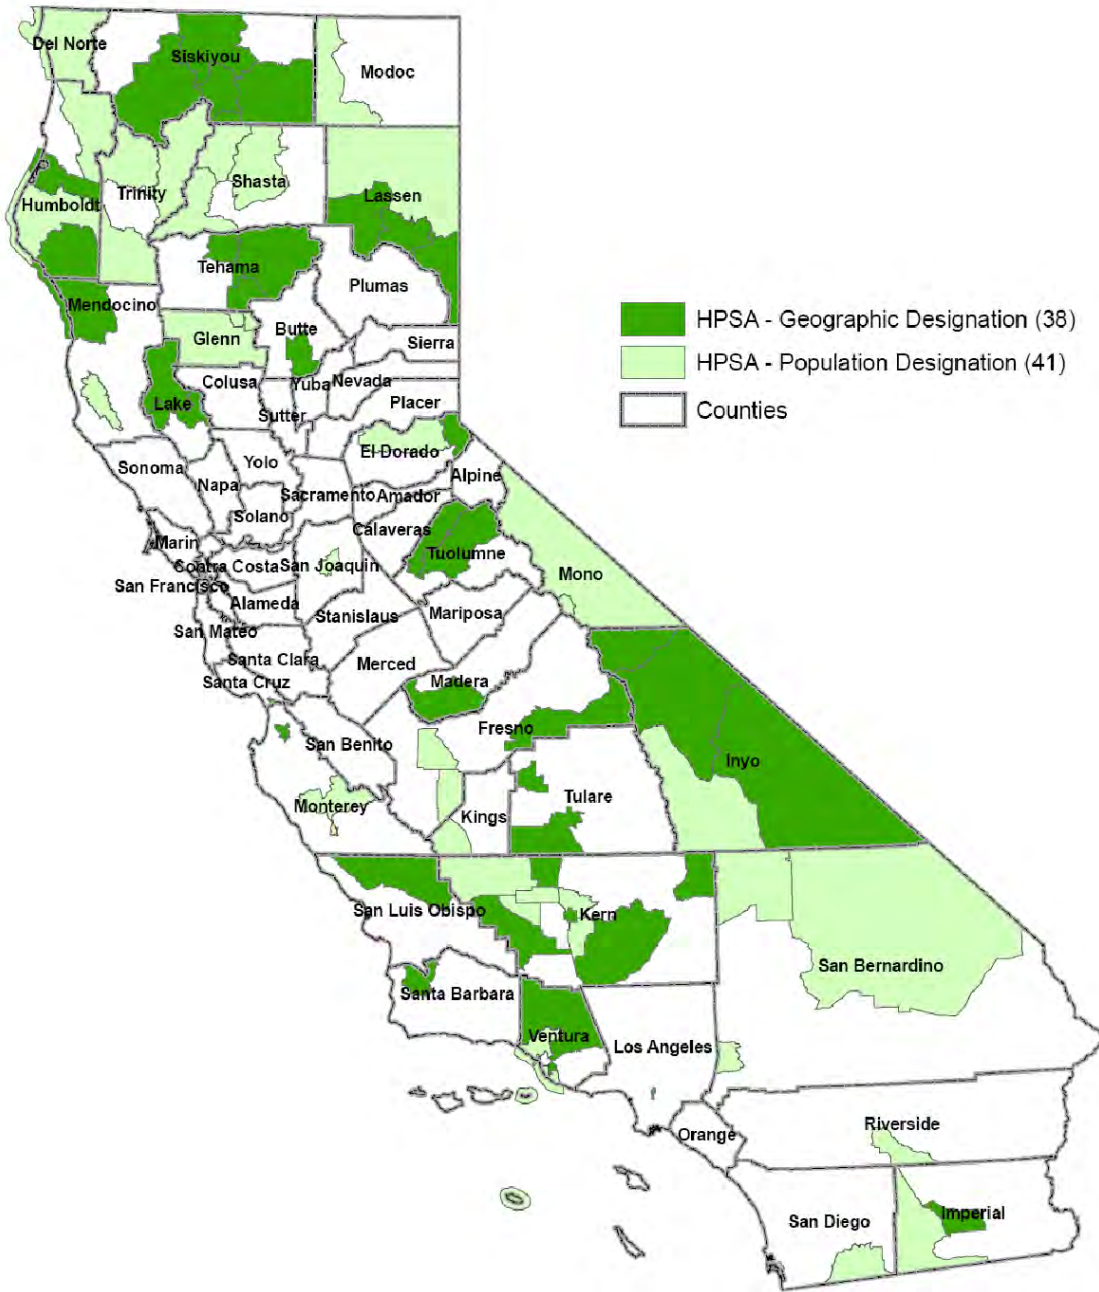 Del Norte
Siskiyou
Modoc
Humboldt
Trinity
Shasta
Lassen
Tehama
Plumas
Mendocino
Glenn
Butte
Sierra
HPSA - Geographic Designation (38)
HPSA - Population Designation (41)
Counties
Colusa
Yuba
Nevada
Lake
Sutter
Placer
Sonoma
Yolo
El Dorado
Napa
Sacramento
Amador
Alpine
Solano
Marin
Calaveras
Tuolumne
Contra Costa
San Joaquin
San Francisco
Mono
Alameda
Stanislaus
Mariposa
San Mateo
Santa Clara
Merced
Santa Cruz
Madera
San Benito
Fresno
Inyo
Monterey
Kings
Tulare
San Luis Obispo
Kern
San Bernardino
Santa Barbara
Ventura
Los Angeles
Orange
Riverside
San Diego
Imperial